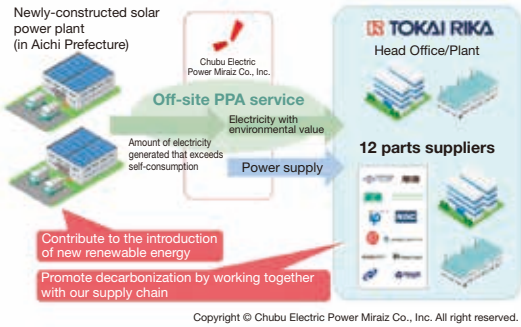 Newly-constructed solar
power plant
(in Aichi Prefecture)
Chubu Electric
Power Miraiz Co., Inc.
TOKAI RIKA
Head Office/Plant
Off-site PPA service
Electricity with
environmental value
Amount of electricity
generated that exceeds
self-consumption
Power supply
12 parts suppliers
Contribute to the introduction
of new renewable energy
Promote decarbonization by working together
with our supply chain
Copyright © Chubu Electric Power Miraiz Co., Inc. All right reserved.